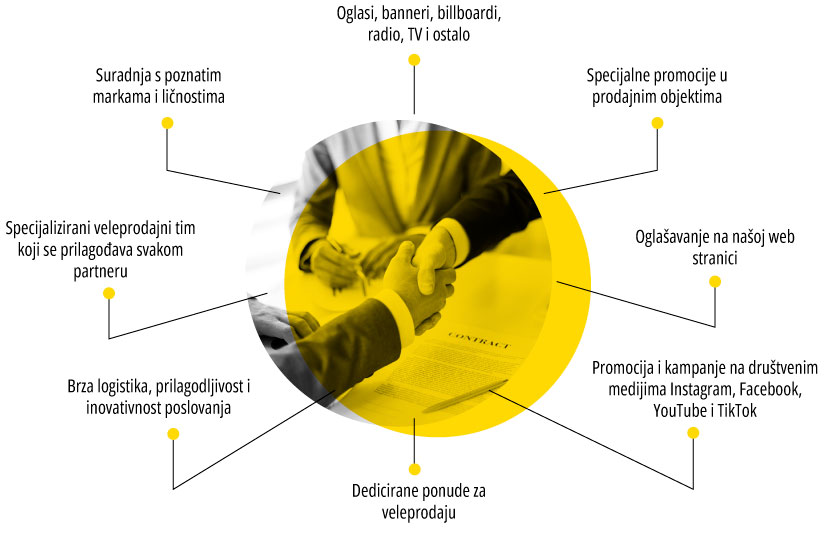 Oglasi, banneri, billboardi,
radio, TV i ostalo
Suradnja s poznatim
markama i ličnostima
Specijalne promocije u
prodajnim objektima
Specijalizirani veleprodajni tim
koji se prilagođava svakom
partneru
Oglašavanje na našoj web
stranici
CONTRACT
Brza logistika, prilagodljivost i
inovativnost poslovanja
Promocija i kampanje na društvenim
medijima Instagram, Facebook,
YouTube i TikTok
Dedicirane ponude za
veleprodaju